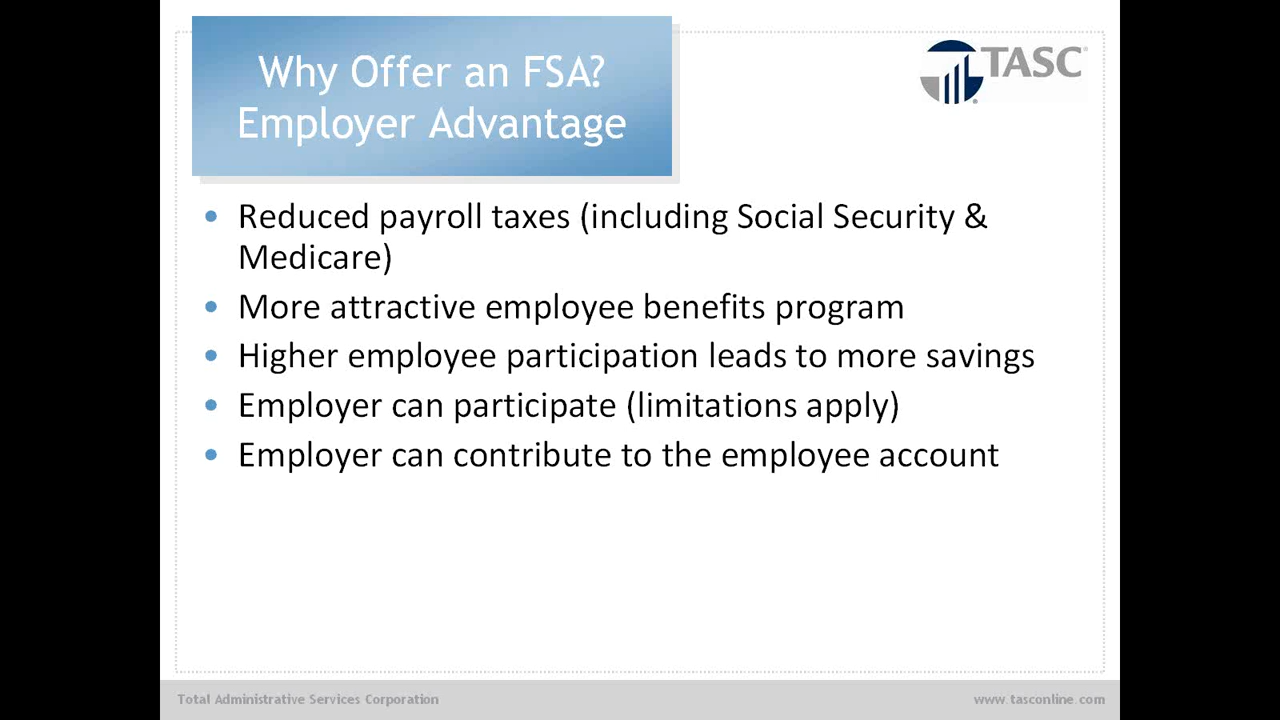 Why Offer an FSA?
Employer Advantage
TASC
• Reduced payroll taxes (including Social Security &
Medicare)
• More attractive employee benefits program
• Higher employee participation leads to more savings
• Employer can participate (limitations apply)
• Employer can contribute to the employee account
Total Administrative Services Corporation
www.tasconline.com